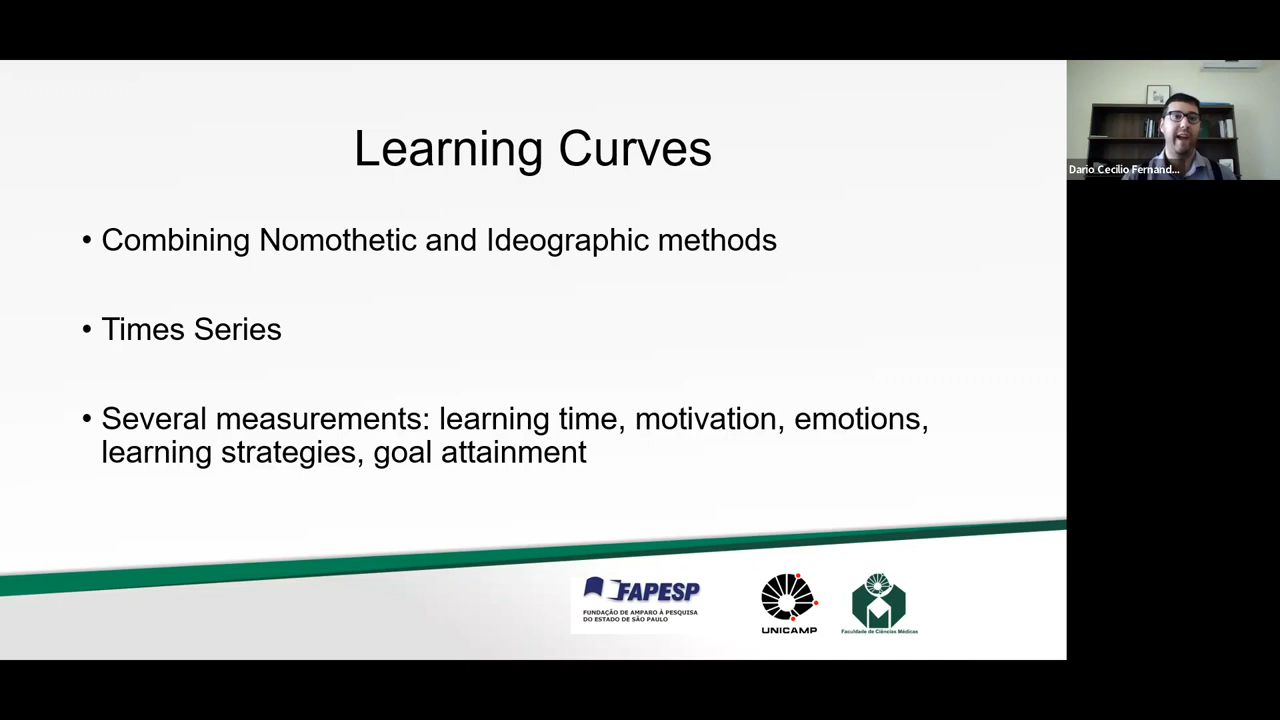 Learning Curves
• Combining Nomothetic and Ideographic methods
• Times Series
• Several measurements: learning time, motivation, emotions,
learning strategies, goal attainment
FAPESP
FUNDAÇÃO DE AMPARO À PESQUISA
DO ESTADO DE SÃO PAULO
UNICAMP
Faculdade de Ciências Médicas
Dario Cecilio Fernand...